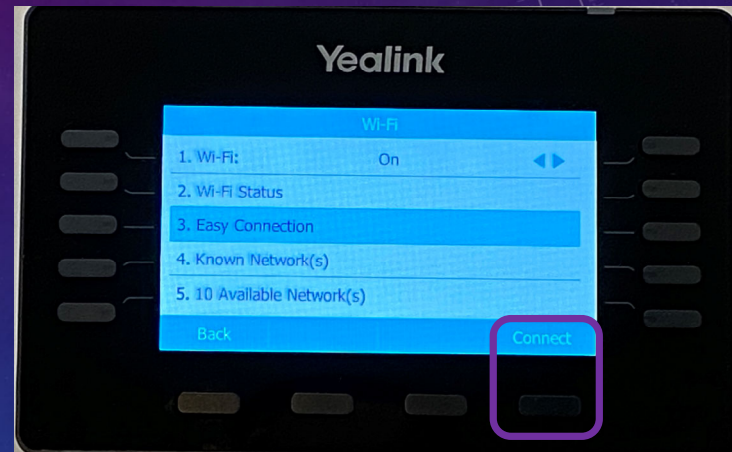 Yealink
Wi-Fi
1. Wi-Fi: On
2. Wi-Fi Status
3. Easy Connection
4. Known Network(s)
5. 10 Available Network(s)
Back Connect